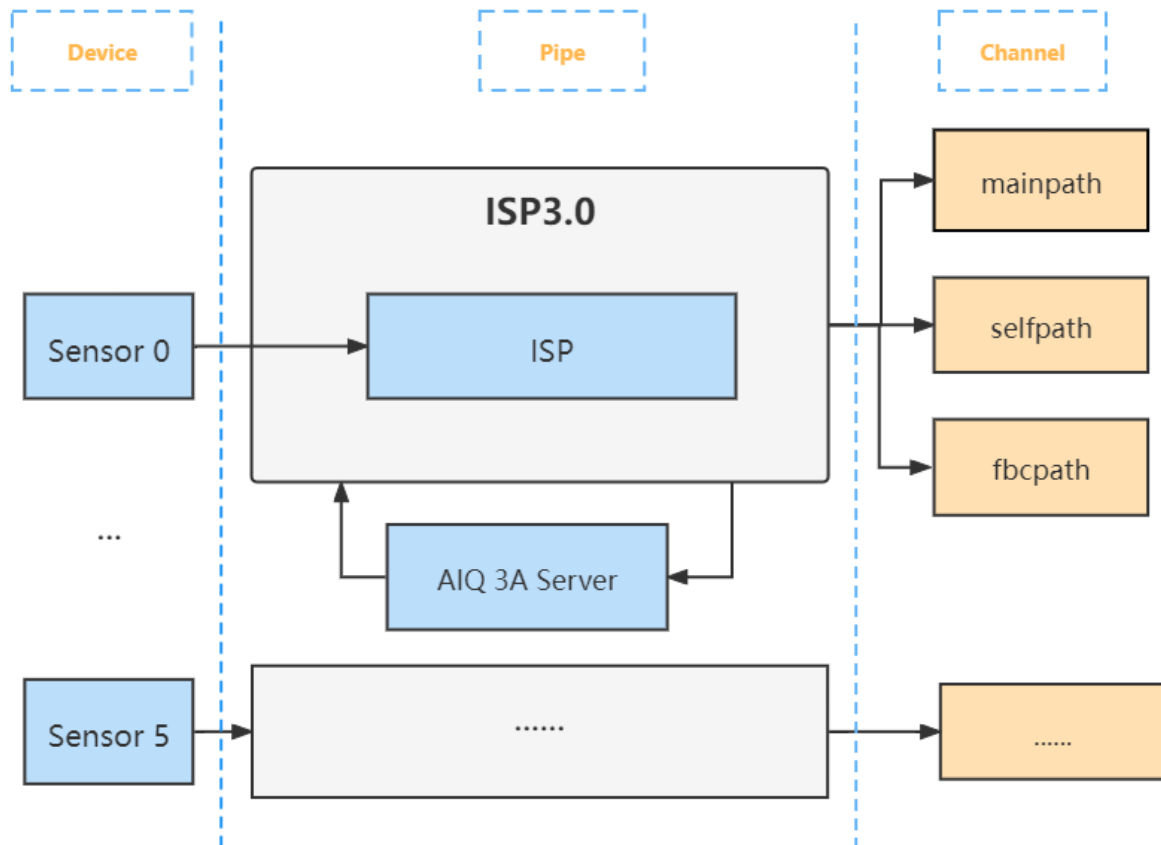 Device
Pipe
Channel
ISP3.0
mainpath
Sensor 0
ISP
selfpath
fbcpath
...
AIQ 3A Server
Sensor 5
......
......